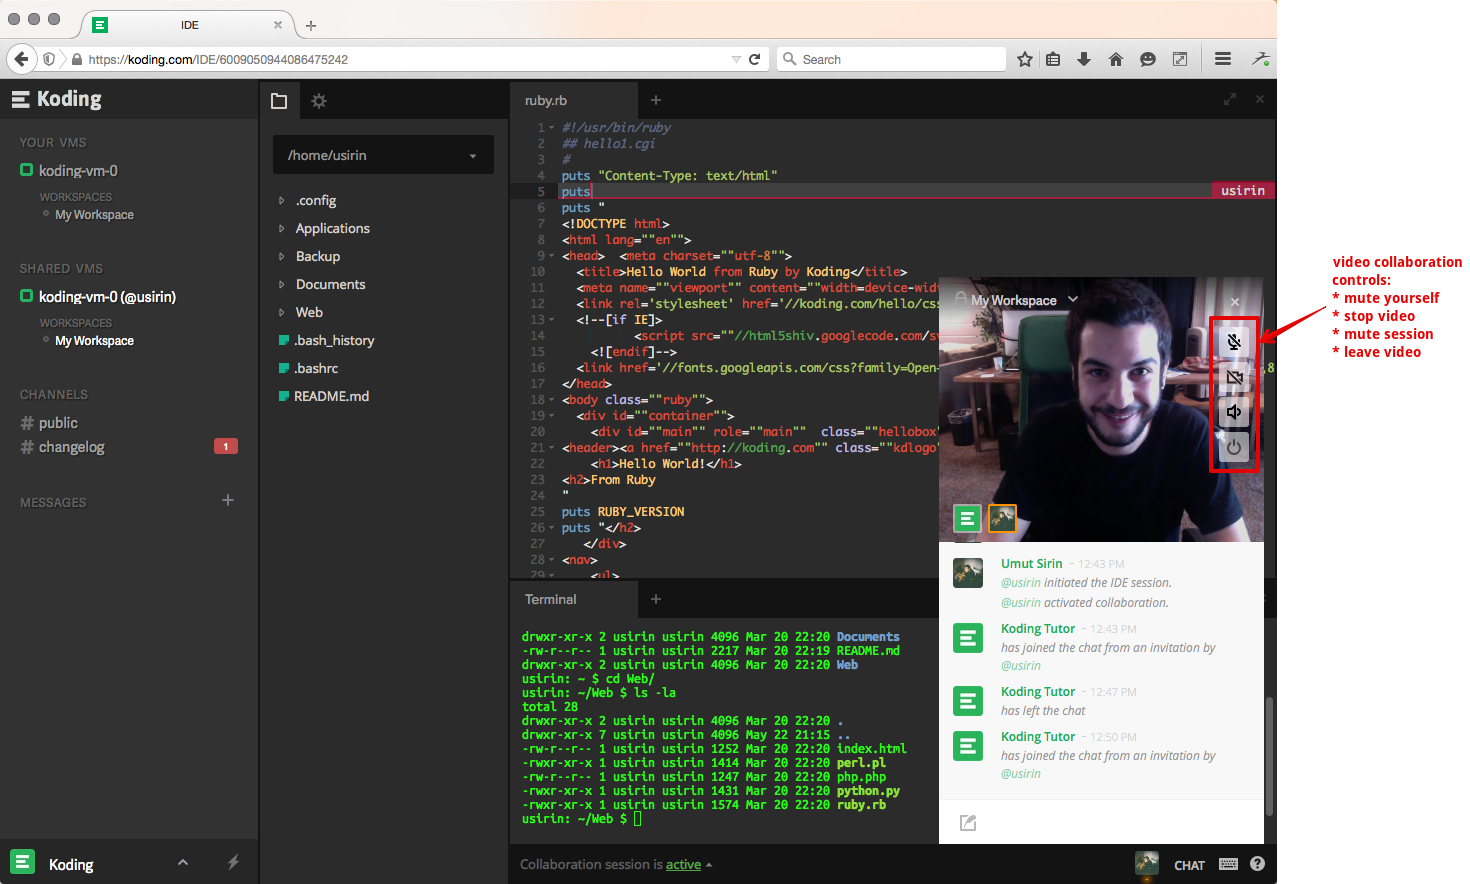 IDE
https://koding.com/IDE/6009050944086475242
Search
Koding
YOUR VMS
koding-vm-0
WORKSPACES
My Workspace
SHARED VMS
koding-vm-0 (@usirin)
WORKSPACES
My Workspace
CHANNELS
# public
# changelog
1
MESSAGES
Koding
/home/usirin
.config
Applications
Backup
Documents
Web
.bash_history
.bashrc
README.md
ruby.rb
1 #!/usr/bin/ruby
2 ## hello1.cgi
3 #
4 puts "Content-Type: text/html"
5 puts
usirin
6 puts "
7 <!DOCTYPE html>
8 <html lang=""en"">
9 <head>  <meta charset=""utf-8"">
10 <title>Hello World from Ruby by Koding</title>
11 <meta name=""viewport"" content=""width=device-wid
12 <link rel='stylesheet' href='//koding.com/hello/css
13 <!--[if IE]>
14 <script src=""//html5shiv.googlecode.com/sv
15 <![endif]-->
16 <link href='//fonts.googleapis.com/css?family=Open-
,8
17 </head>
18 <body class=""ruby"">
19 <div id=""container"">
20 <div id=""main"" role=""main""  class=""hellobox"
21 <header><a href=""http://koding.com"" class=""kdlogo"
22 <h1>Hello World!</h1>
23 <h2>From Ruby
24 "
25 puts RUBY_VERSION
26 puts "</h2>
27 </div>
28 <nav>
29 <ul>
My Workspace
video collaboration
controls:
* mute yourself
* stop video
* mute session
* leave video
Umut Sirin - 12:43 PM
@usirin initiated the IDE session.
@usirin activated collaboration.
Koding Tutor - 12:43 PM
has joined the chat from an invitation by
@usirin
Koding Tutor - 12:47 PM
has left the chat
Koding Tutor - 12:50 PM
has joined the chat from an invitation by
@usirin
Terminal
drwxr-xr-x 2 usirin usirin 4096 Mar 20 22:20 Documents
-rw-r--r-- 1 usirin usirin 2217 Mar 20 22:19 README.md
drwxr-xr-x 2 usirin usirin 4096 Mar 20 22:20 Web
usirin: ~ $ cd Web/
usirin: ~/Web $ ls -la
total 28
drwxr-xr-x 2 usirin usirin 4096 Mar 20 22:20 .
drwxr-xr-x 7 usirin usirin 4096 May 22 21:15 ..
-rw-r--r-- 1 usirin usirin 1252 Mar 20 22:20 index.html
-rwxr-xr-x 1 usirin usirin 1414 Mar 20 22:20 perl.pl
-rw-r--r-- 1 usirin usirin 1247 Mar 20 22:20 php.php
-rwxr-xr-x 1 usirin usirin 1431 Mar 20 22:20 python.py
-rwxr-xr-x 1 usirin usirin 1574 Mar 20 22:20 ruby.rb
usirin: ~/Web $
Collaboration session is active
CHAT